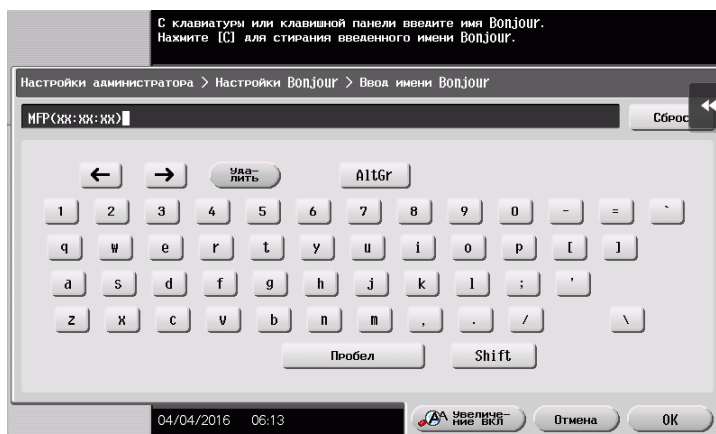 С клавиатуры или клавишной панели введите имя Bonjour.
Нажмите [C] для стирания введенного имени Bonjour.
Настройки администратора > Настройки Bonjour > Ввод имени Bonjour
MFP(xx:xx:xx)
Сброс
← → Уда-
лить AltGr
1 2 3 4 5 6 7 8 9 0 - = `
q w e r t y u i o p [ ]
a s d f g h j k l ; '
z x c v b n m , . / \
Пробел Shift
04/04/2016 06:13
Увеличе-
ние вкл
Отмена
OK